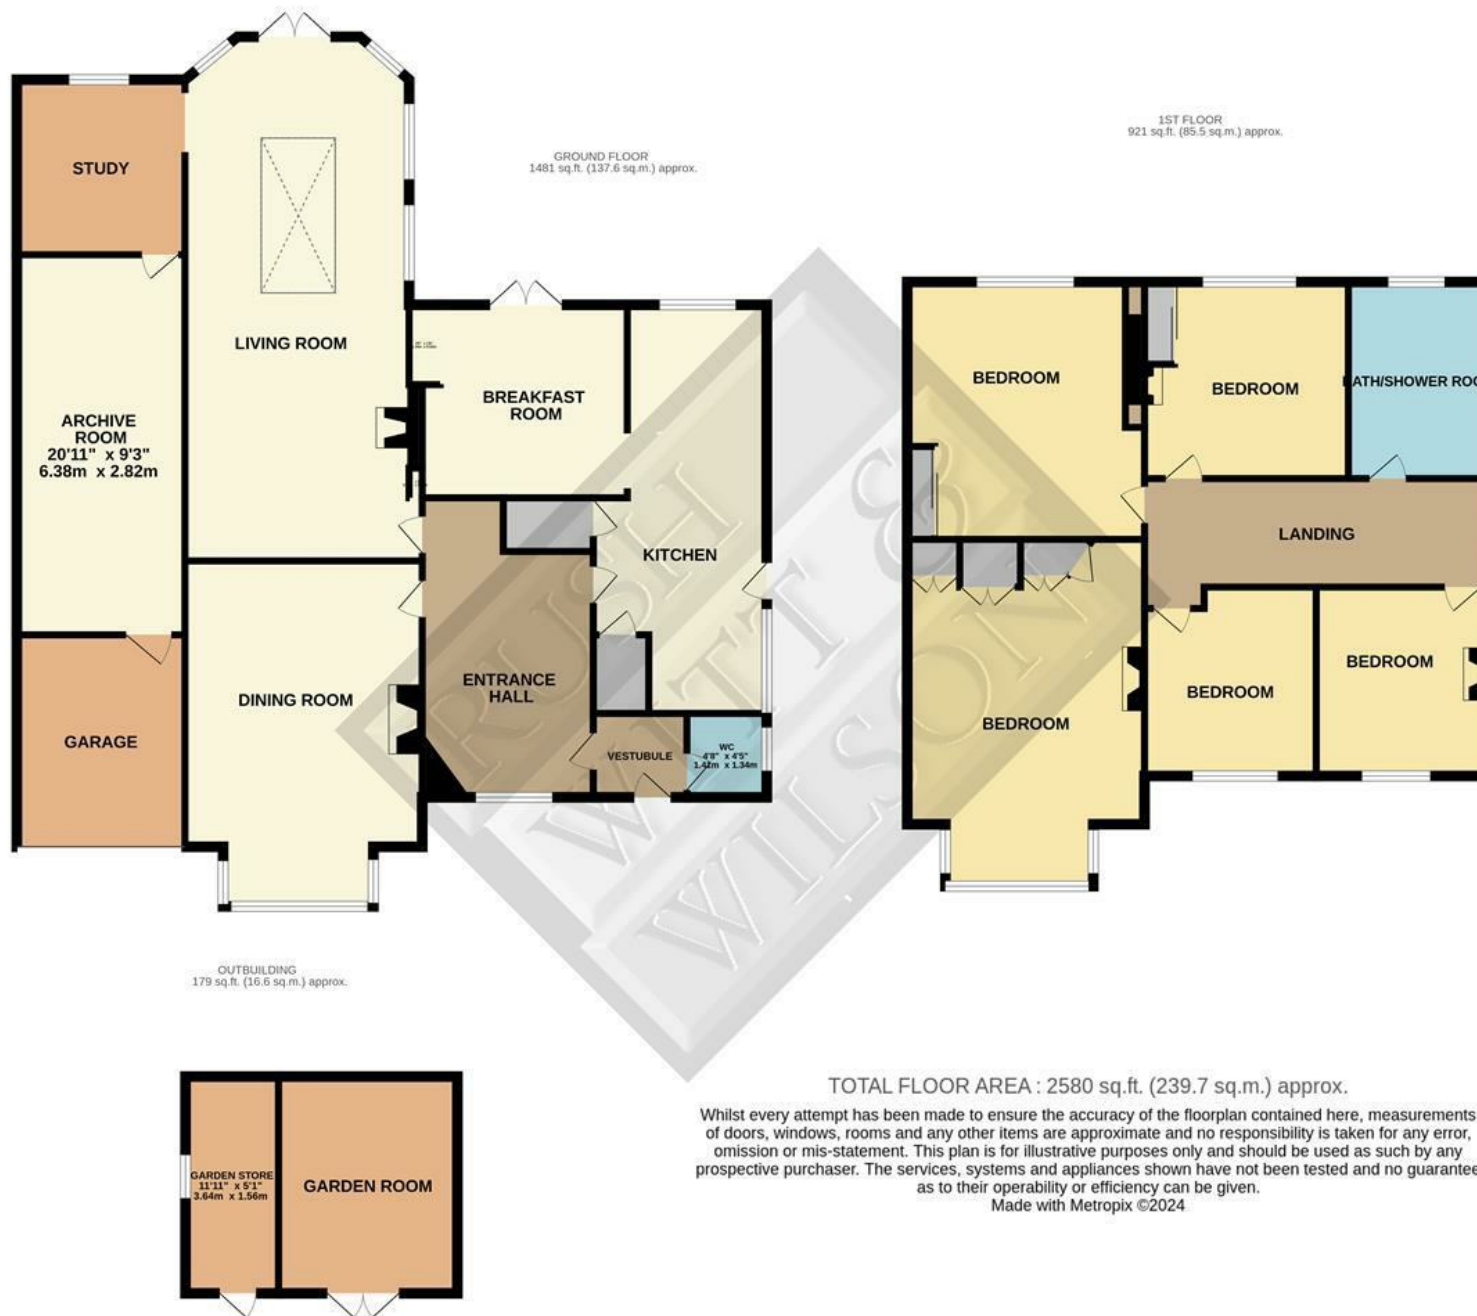 GROUND FLOOR
1481 sq.ft. (137.6 sq.m.) approx.
1ST FLOOR
921 sq.ft. (85.5 sq.m.) approx.
STUDY
LIVING ROOM
ARCHIVE
ROOM
20'11" x 9'3"
6.38m x 2.82m
BREAKFAST
ROOM
KITCHEN
ENTRANCE
HALL
DINING ROOM
GARAGE
VESTUBULE
WC
4'8" x 4'5"
1.42m x 1.34m
BEDROOM
BEDROOM
BATH/SHOWER ROO
LANDING
BEDROOM
BEDROOM
BEDROOM
RUSH
WITT &
WILSON
OUTBUILDING
179 sq.ft. (16.6 sq.m.) approx.
GARDEN STORE
11'11" x 5'1"
3.64m x 1.56m
GARDEN ROOM
TOTAL FLOOR AREA : 2580 sq.ft. (239.7 sq.m.) approx.
Whilst every attempt has been made to ensure the accuracy of the floorplan contained here, measurements
of doors, windows, rooms and any other items are approximate and no responsibility is taken for any error,
omission or mis-statement. This plan is for illustrative purposes only and should be used as such by any
prospective purchaser. The services, systems and appliances shown have not been tested and no guarantee
as to their operability or efficiency can be given.
Made with Metropix ©2024